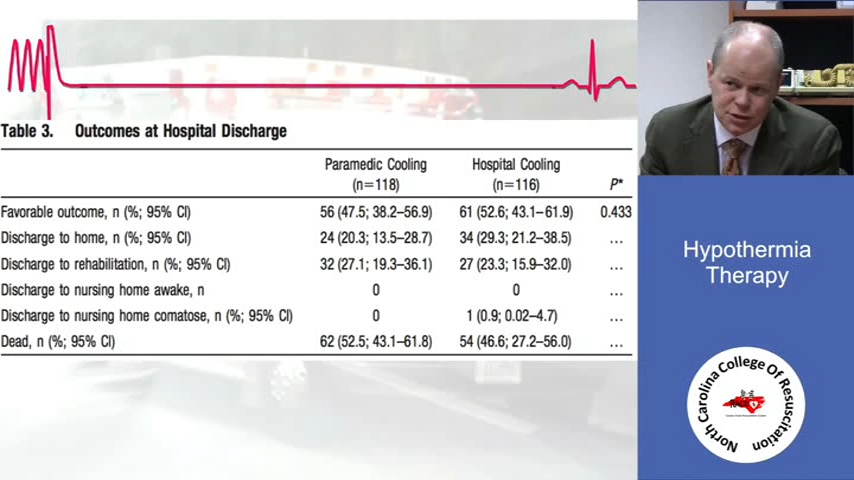 Table 3. Outcomes at Hospital Discharge
Paramedic Cooling Hospital Cooling
(n=118) (n=116) P*
Favorable outcome, n (%; 95% CI) 56 (47.5; 38.2–56.9) 61 (52.6; 43.1–61.9) 0.433
Discharge to home, n (%; 95% CI) 24 (20.3; 13.5–28.7) 34 (29.3; 21.2–38.5) ...
Discharge to rehabilitation, n (%; 95% CI) 32 (27.1; 19.3–36.1) 27 (23.3; 15.9–32.0) ...
Discharge to nursing home awake, n 0 0 ...
Discharge to nursing home comatose, n (%; 95% CI) 0 1 (0.9; 0.02–4.7) ...
Dead, n (%; 95% CI) 62 (52.5; 43.1–61.8) 54 (46.6; 27.2–56.0) ...
Hypothermia
Therapy
North Carolina College Of Resuscitation